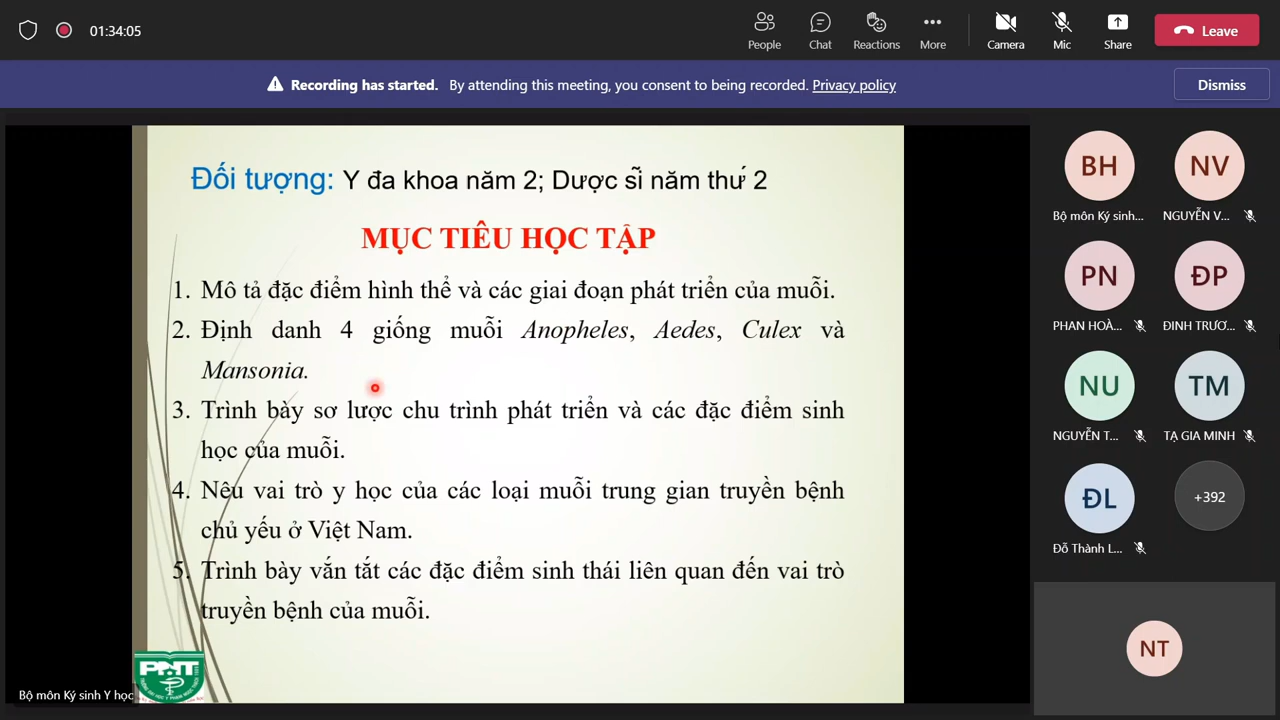 01:34:05
People
Chat
Reactions
More
Camera
Mic
Share
Leave
Recording has started. By attending this meeting, you consent to being recorded. Privacy policy
Dismiss
Đối tượng: Y đa khoa năm 2; Dược sĩ năm thứ 2
MỤC TIÊU HỌC TẬP
1. Mô tả đặc điểm hình thể và các giai đoạn phát triển của muỗi.
2. Định danh 4 giống muỗi Anopheles, Aedes, Culex và
Mansonia.
3. Trình bày sơ lược chu trình phát triển và các đặc điểm sinh
học của muỗi.
4. Nêu vai trò y học của các loại muỗi trung gian truyền bệnh
chủ yếu ở Việt Nam.
5. Trình bày vắn tắt các đặc điểm sinh thái liên quan đến vai trò
truyền bệnh của muỗi.
PNT
Bộ môn Ký sinh Y học
BH
Bộ môn Ký sinh...
NV
NGUYỄN V...
PN
PHAN HOÀ...
ĐP
ĐINH TRƯƠ...
NU
NGUYỄN T...
TM
TẠ GIA MINH
ĐL
Đỗ Thành L...
+392
NT